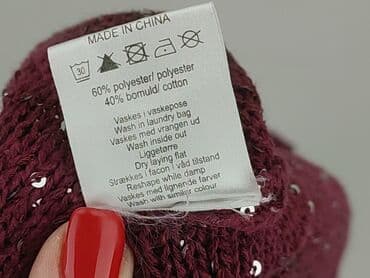 MADE IN CHINA
30
60% polyester/ polyester
40% bomuld/ cotton
Vaskes i vaskepose
Wash in laundry bag
Vaskes med vrangen ud
Wash inside out
Liggetørre
Dry laying flat
Strækkes i facon i våd tilstand
Reshape while damp
Vaskes med lignende farver
Wash with similar colour